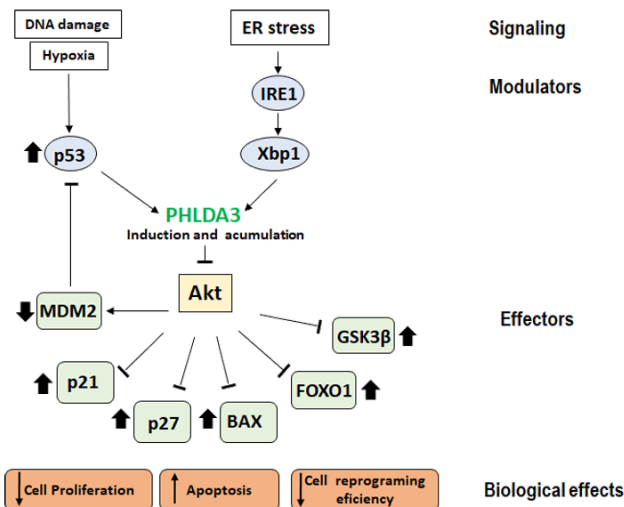 DNA damage
ER stress
Signaling
Hypoxia
IRE1
Modulators
p53
Xbp1
PHLDA3
Induction and acumulation
Akt
MDM2
Effectors
GSK3β
p21
FOXO1
p27
BAX
Cell Proliferation
Apoptosis
Cell reprograming
eficiency
Biological effects